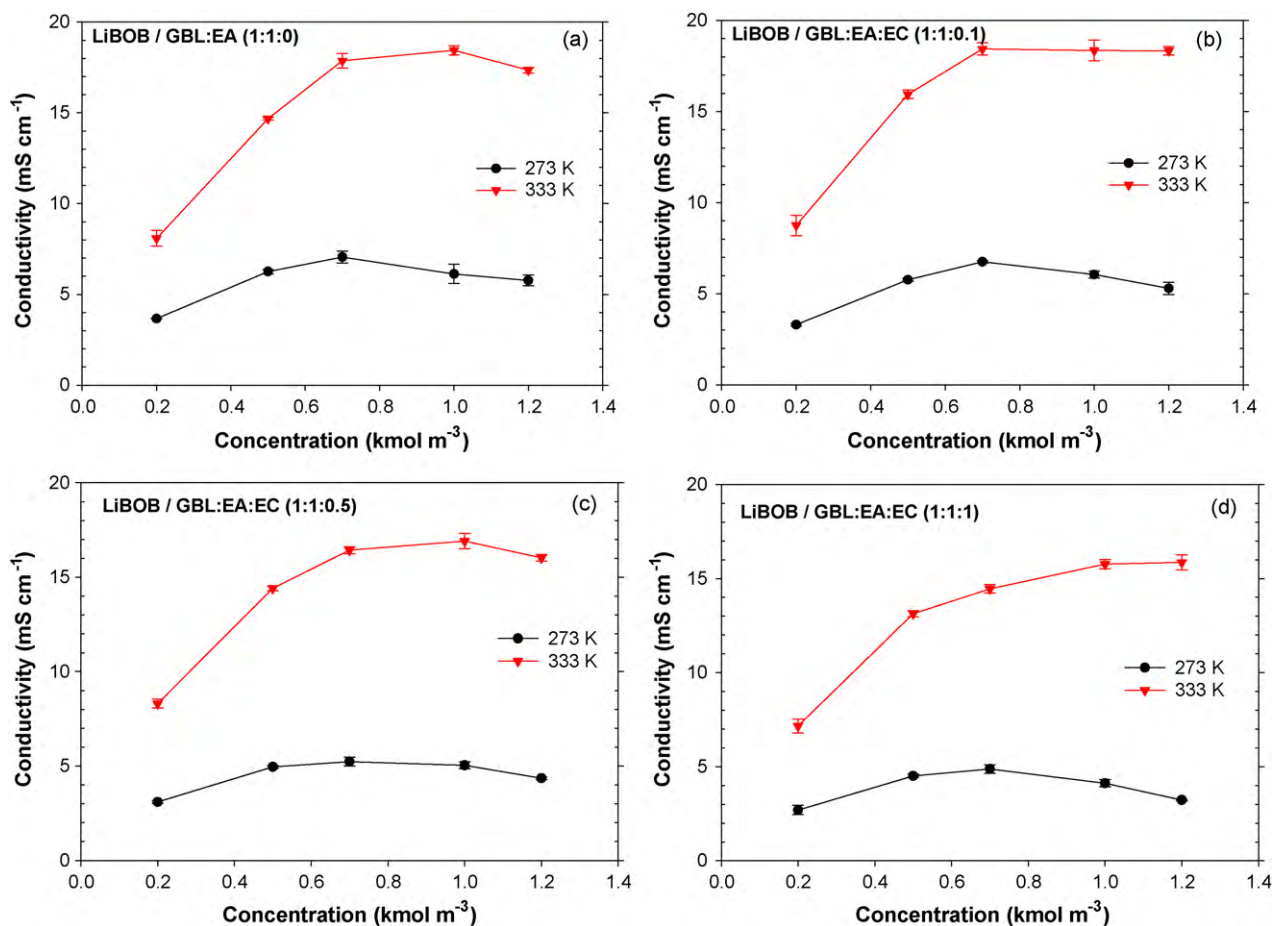 LiBOB / GBL:EA (1:1:0)
(a)
Conductivity (mS cm⁻¹)
20
15
10
5
0
273 K
333 K
0.0 0.2 0.4 0.6 0.8 1.0 1.2 1.4
Concentration (kmol m⁻³)
LiBOB / GBL:EA:EC (1:1:0.1)
(b)
Conductivity (mS cm⁻¹)
20
15
10
5
0
273 K
333 K
0.0 0.2 0.4 0.6 0.8 1.0 1.2 1.4
Concentration (kmol m⁻³)
LiBOB / GBL:EA:EC (1:1:0.5)
(c)
Conductivity (mS cm⁻¹)
20
15
10
5
0
273 K
333 K
0.0 0.2 0.4 0.6 0.8 1.0 1.2 1.4
Concentration (kmol m⁻³)
LiBOB / GBL:EA:EC (1:1:1)
(d)
Conductivity (mS cm⁻¹)
20
15
10
5
0
273 K
333 K
0.0 0.2 0.4 0.6 0.8 1.0 1.2 1.4
Concentration (kmol m⁻³)